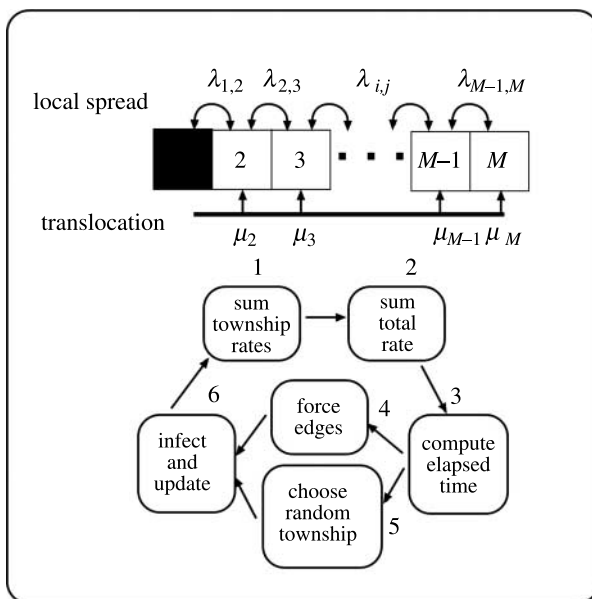 λ1,2 λ2,3 λ i,j λM–1,M
local spread
2 3 M–1 M
translocation
μ2 μ3 μM–1 μ M
1 2
sum
township
rates
sum
total
rate
6 4 3
force
edges
infect
and
update
compute
elapsed
time
choose
random
township
5